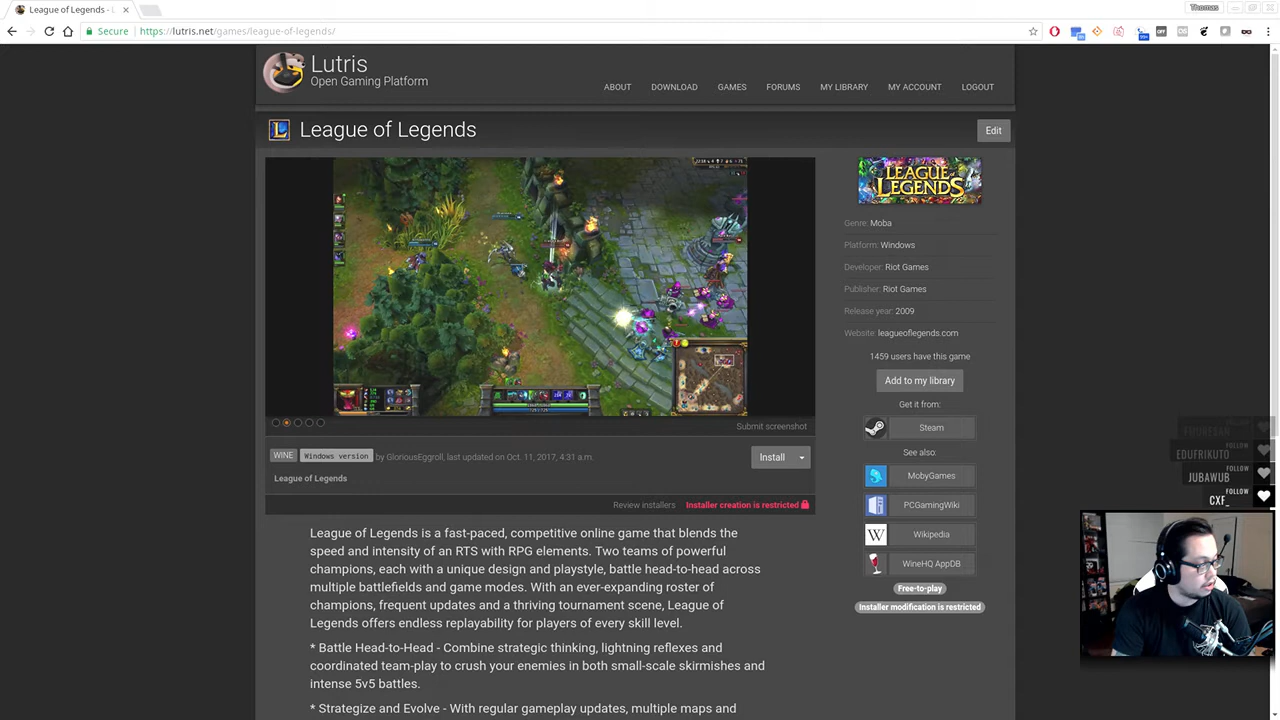 League of Legends - L
Thomas
Secure
https://lutris.net/games/league-of-legends/
Lutris
Open Gaming Platform
ABOUT
DOWNLOAD
GAMES
FORUMS
MY LIBRARY
MY ACCOUNT
LOGOUT
League of Legends
Edit
LEAGUE OF LEGENDS
Genre: Moba
Platform: Windows
Developer: Riot Games
Publisher: Riot Games
Release year: 2009
Website: leagueoflegends.com
1459 users have this game
Add to my library
Get it from:
Steam
See also:
MobyGames
PCGamingWiki
Wikipedia
WineHQ AppDB
Free-to-play
Installer modification is restricted
Submit screenshot
WINE Windows version by GloriousEggroll, last updated on Oct. 11, 2017, 4:31 a.m.
Install
League of Legends
Review installers
Installer creation is restricted
League of Legends is a fast-paced, competitive online game that blends the
speed and intensity of an RTS with RPG elements. Two teams of powerful
champions, each with a unique design and playstyle, battle head-to-head across
multiple battlefields and game modes. With an ever-expanding roster of
champions, frequent updates and a thriving tournament scene, League of
Legends offers endless replayability for players of every skill level.
* Battle Head-to-Head - Combine strategic thinking, lightning reflexes and
coordinated team-play to crush your enemies in both small-scale skirmishes and
intense 5v5 battles.
* Strategize and Evolve - With regular gameplay updates, multiple maps and
FOLLOW
EDUFRIKUTO
FOLLOW
JUBAWUB
FOLLOW
CXF_